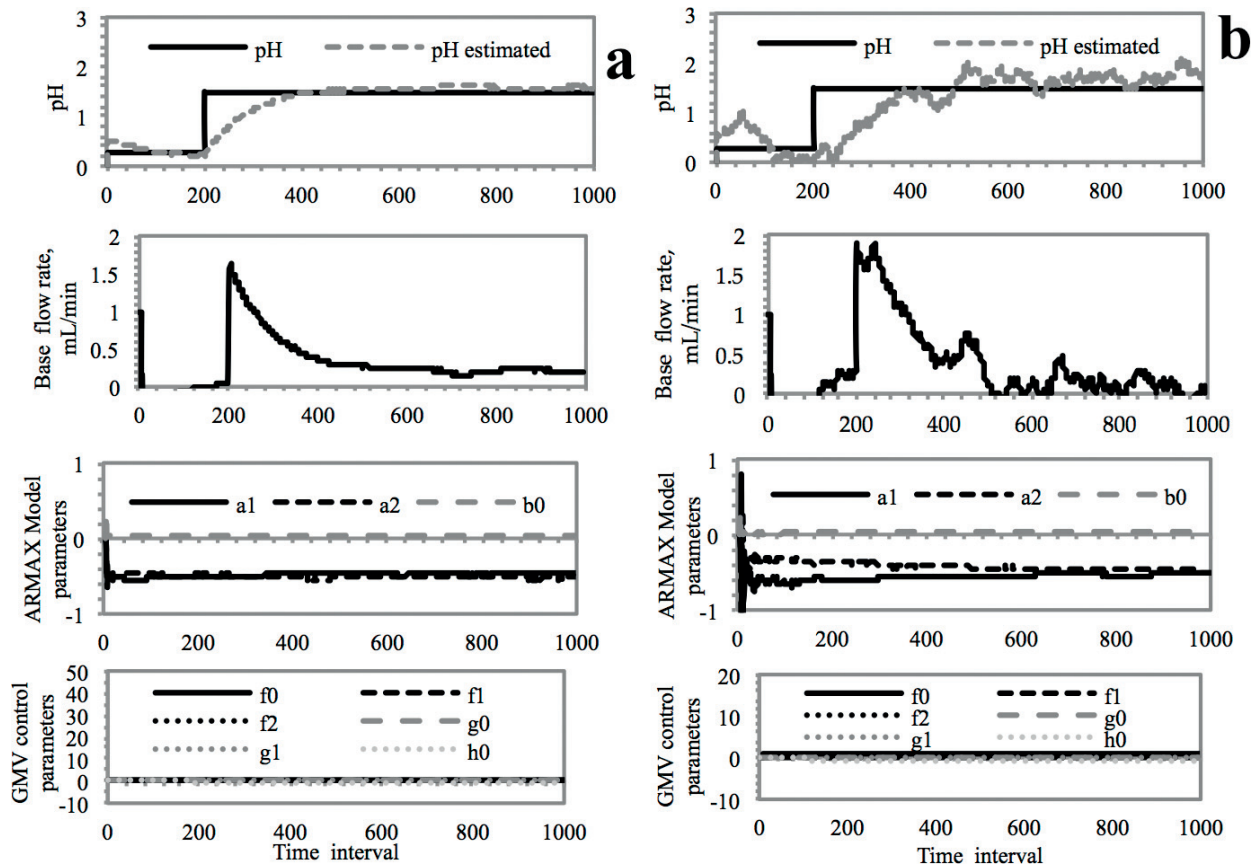 a
3
2
1
0
pH
pH
pH estimated
0
200
400
600
800
1000
2
1.5
1
0.5
0
Base flow rate,
mL/min
0
200
400
600
800
1000
1
0
-1
ARMAX Model
parameters
a1
a2
b0
0
200
400
600
800
1000
50
40
30
20
10
0
-10
GMV control
parameters
f0
f1
f2
g0
g1
h0
0
200
400
600
800
1000
Time interval
b
3
2
1
0
pH
pH
pH estimated
0
200
400
600
800
1000
2
1.5
1
0.5
0
Base flow rate,
mL/min
0
200
400
600
800
1000
1
0
-1
ARMAX Model
parameters
a1
a2
b0
0
200
400
600
800
1000
20
10
0
-10
GMV control
parameters
f0
f1
f2
g0
g1
h0
0
200
400
600
800
1000
Time interval